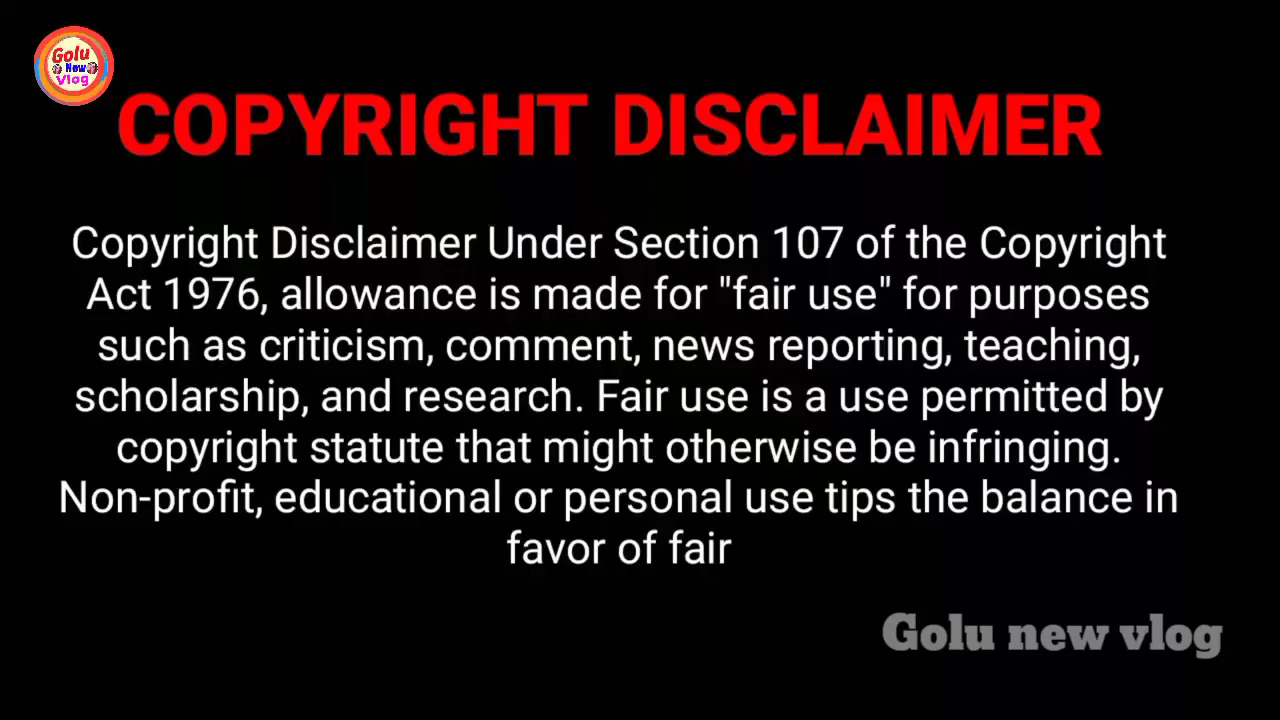 Golu
New
Vlog
COPYRIGHT DISCLAIMER
Copyright Disclaimer Under Section 107 of the Copyright
Act 1976, allowance is made for "fair use" for purposes
such as criticism, comment, news reporting, teaching,
scholarship, and research. Fair use is a use permitted by
copyright statute that might otherwise be infringing.
Non-profit, educational or personal use tips the balance in
favor of fair
Golu new vlog